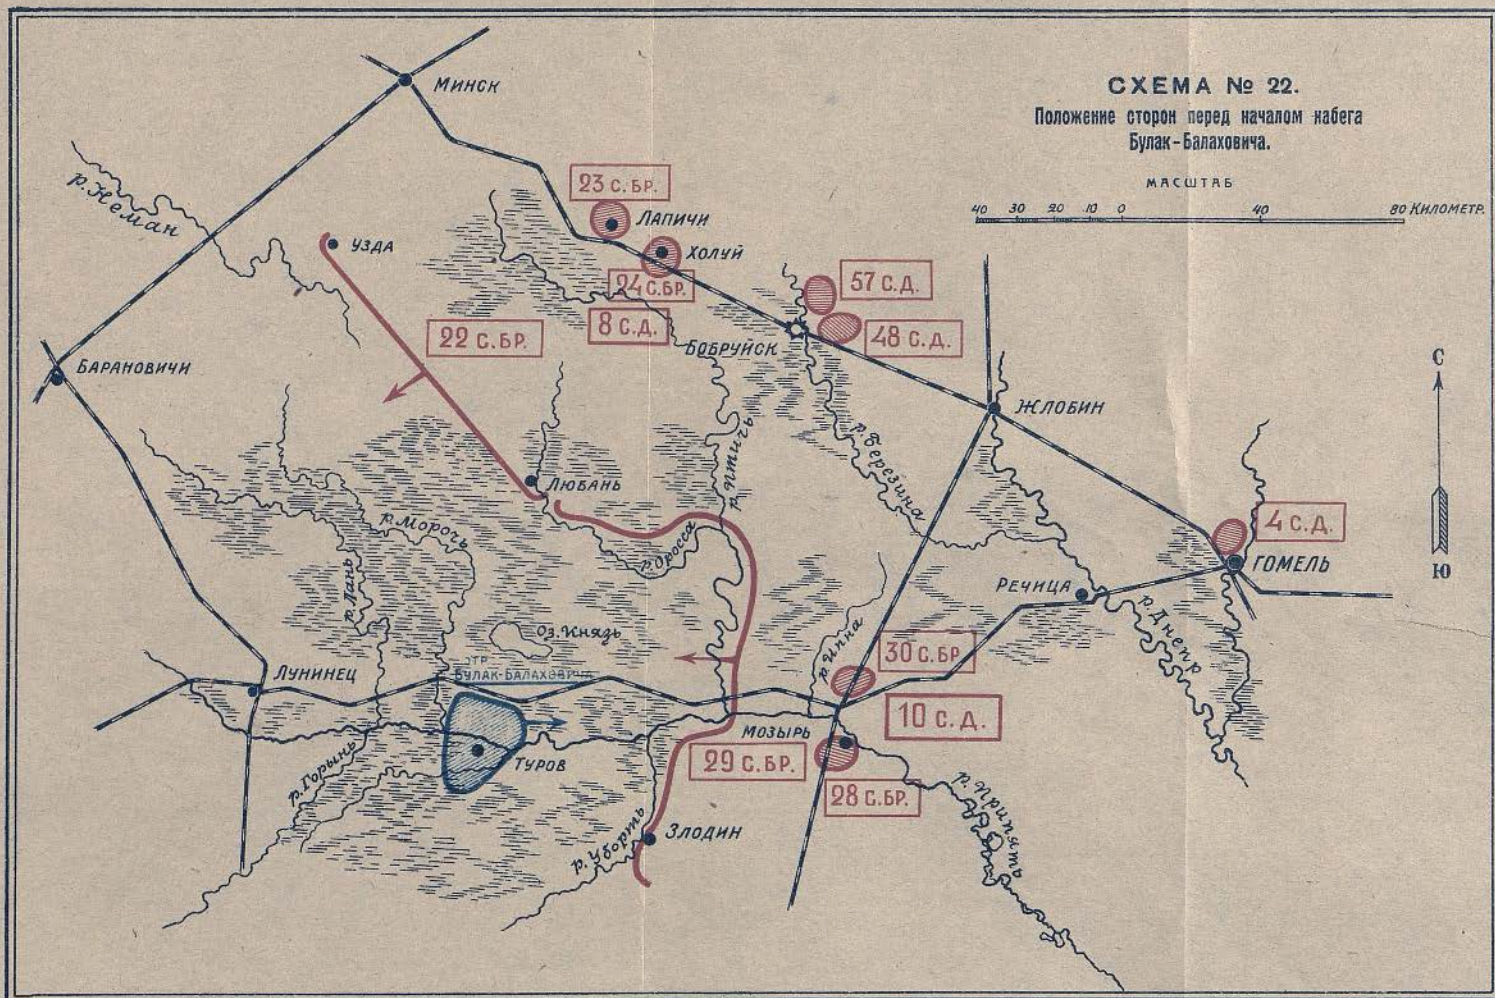 СХЕМА № 22.
Положение сторон перед началом набега
Булак-Балаховича.
МАСШТАБ
40 30 20 10 0 40 80 КИЛОМЕТР.
МИНСК
р. Неман
23 С. БР.
ЛАПИЧИ
УЗДА
ХОЛУЙ
24 С. БР.
57 С. Д.
8 С. Д.
22 С. БР.
48 С. Д.
БОБРУЙСК
БАРАНОВИЧИ
С
ЖЛОБИН
р. Птичь
р. Березина
ЛЮБАНЬ
р. Морочь
4 С. Д.
р. Оресса
ГОМЕЛЬ
Ю
р. Лань
РЕЧИЦА
р. Днепр
Оз. Князь
р. Ипна
30 С. БР.
ЛУНИНЕЦ
ОТР.
БУЛАК-БАЛАХОВИЧА
10 С. Д.
МОЗЫРЬ
29 С. БР.
ТУРОВ
р. Горынь
28 С. БР.
р. Припять
ЗЛОДИН
р. Уборть